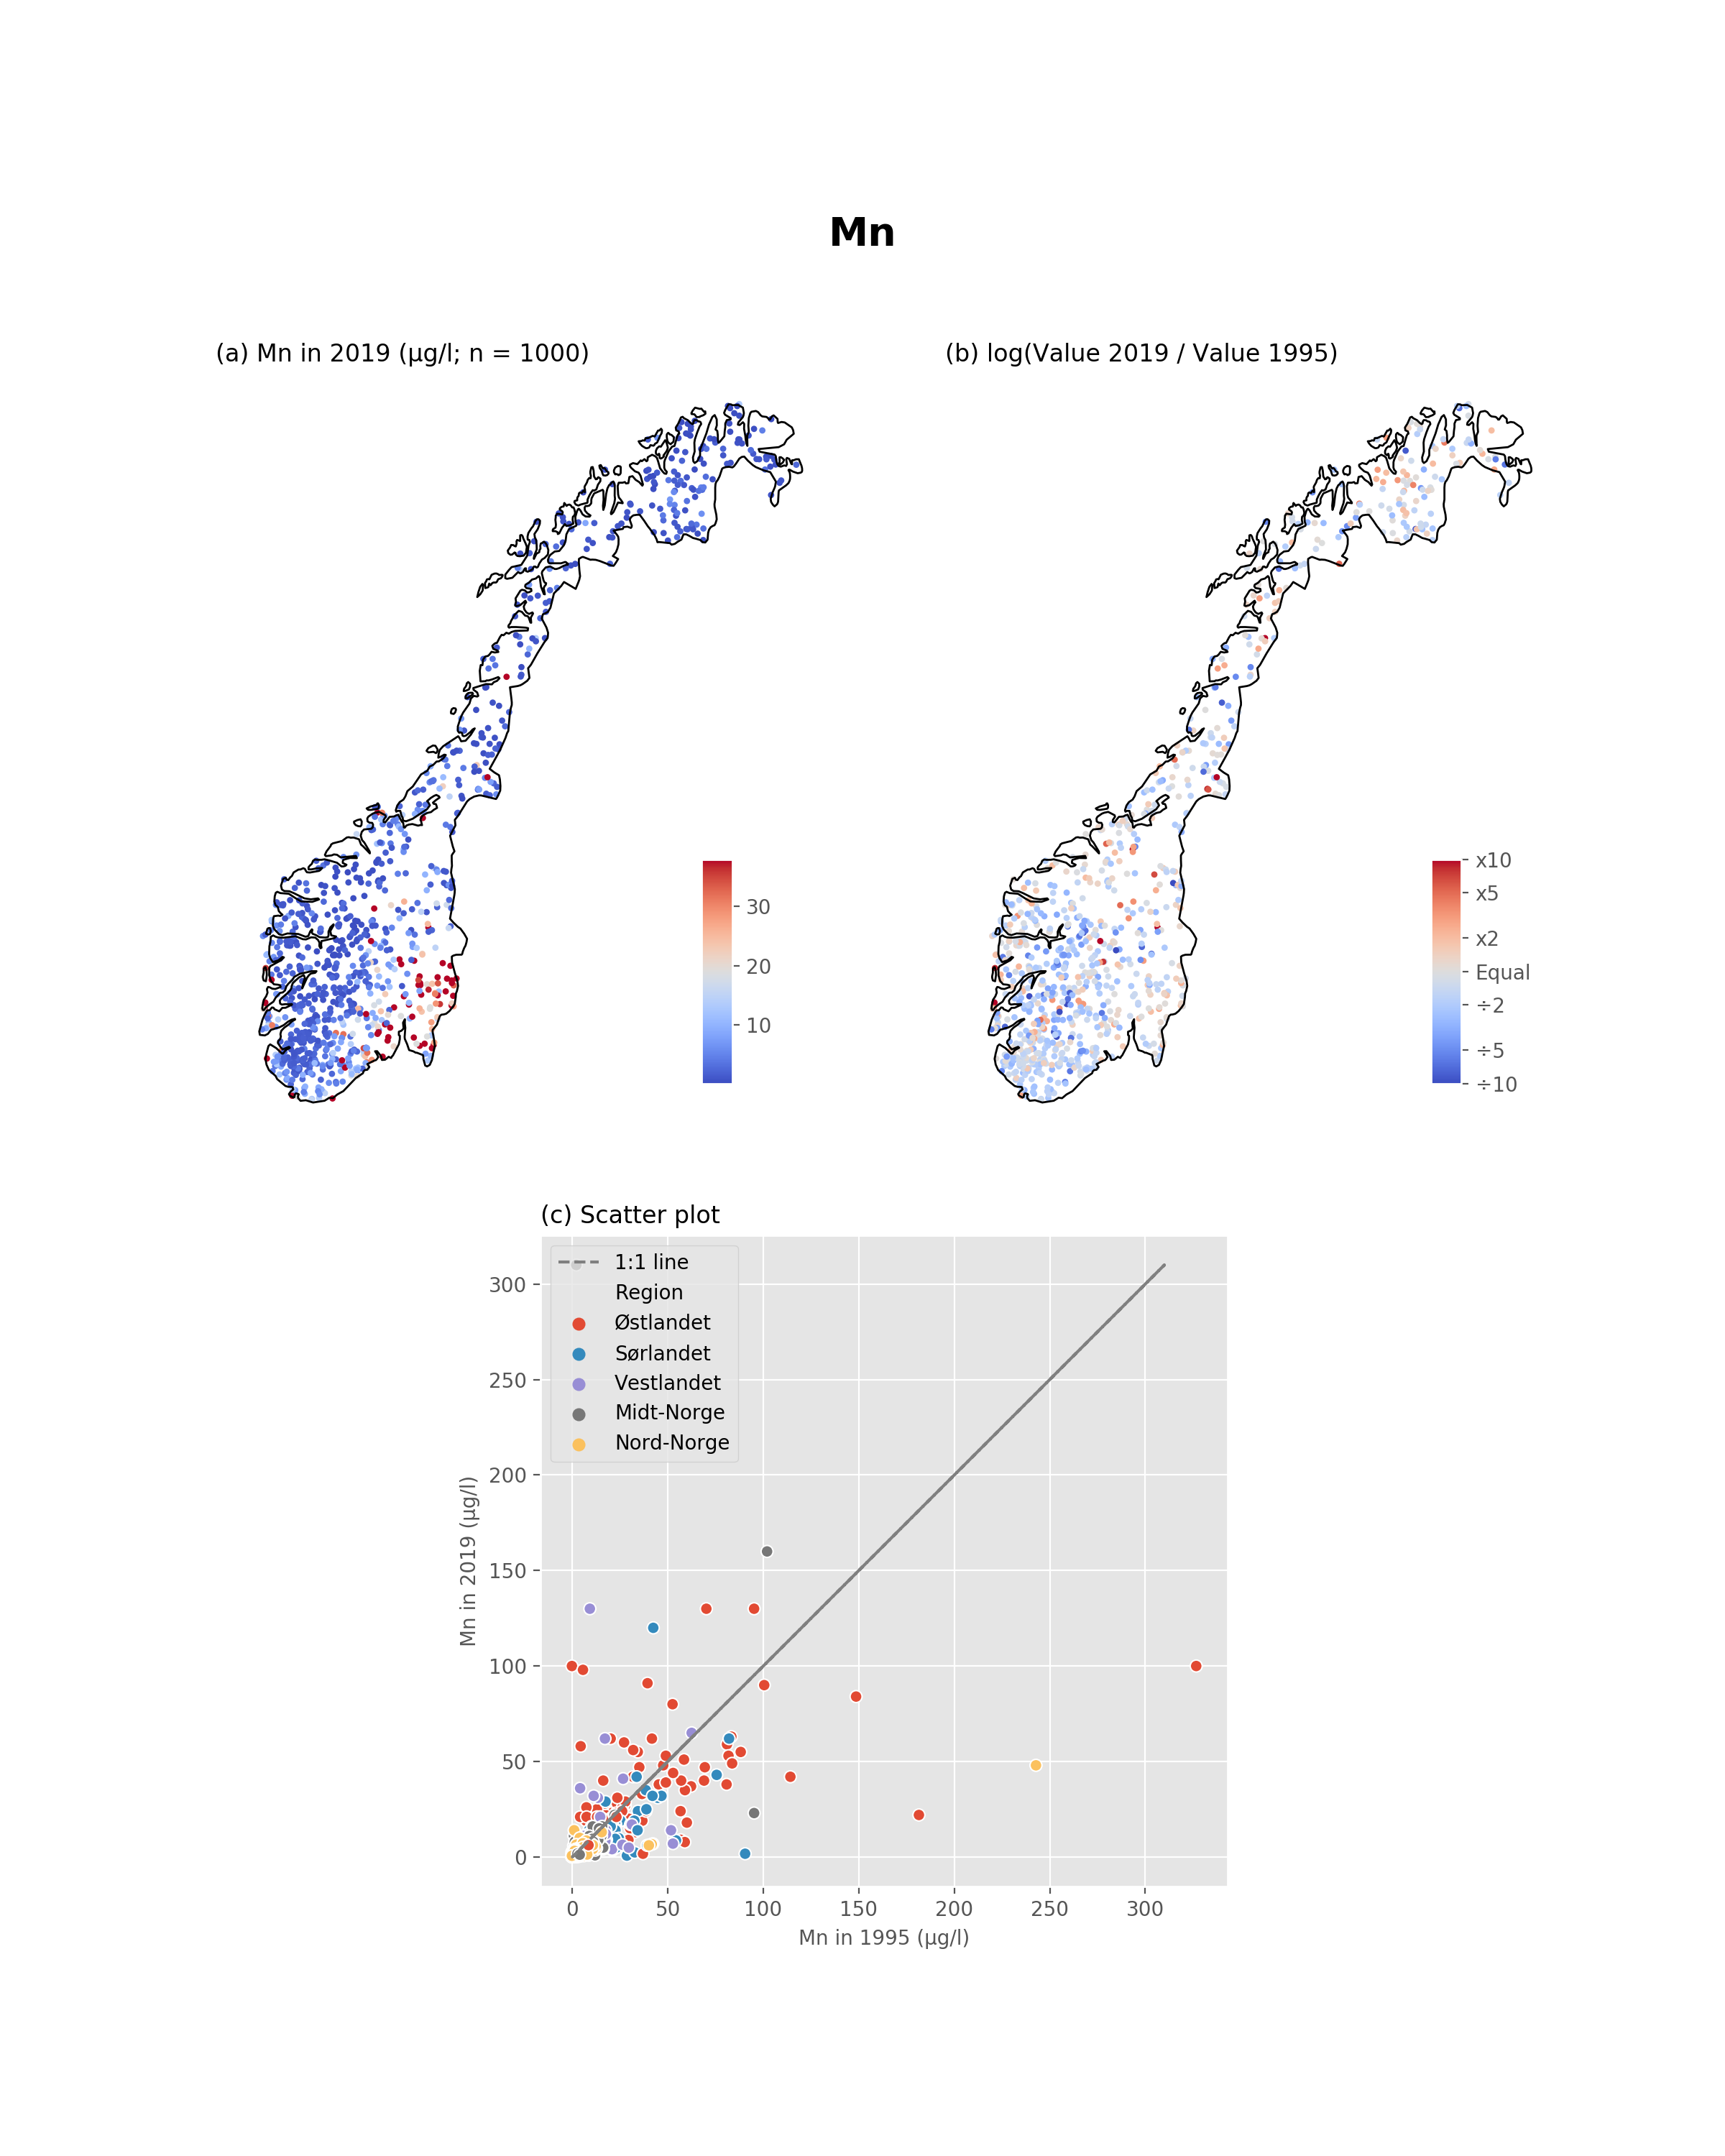 Mn
(a) Mn in 2019 (µg/l; n = 1000)
(b) log(Value 2019 / Value 1995)
30
20
10
x10
x5
x2
Equal
÷2
÷5
÷10
(c) Scatter plot
1:1 line
Region
Østlandet
Sørlandet
Vestlandet
Midt-Norge
Nord-Norge
300
250
200
150
100
50
0
Mn in 2019 (µg/l)
0 50 100 150 200 250 300
Mn in 1995 (µg/l)